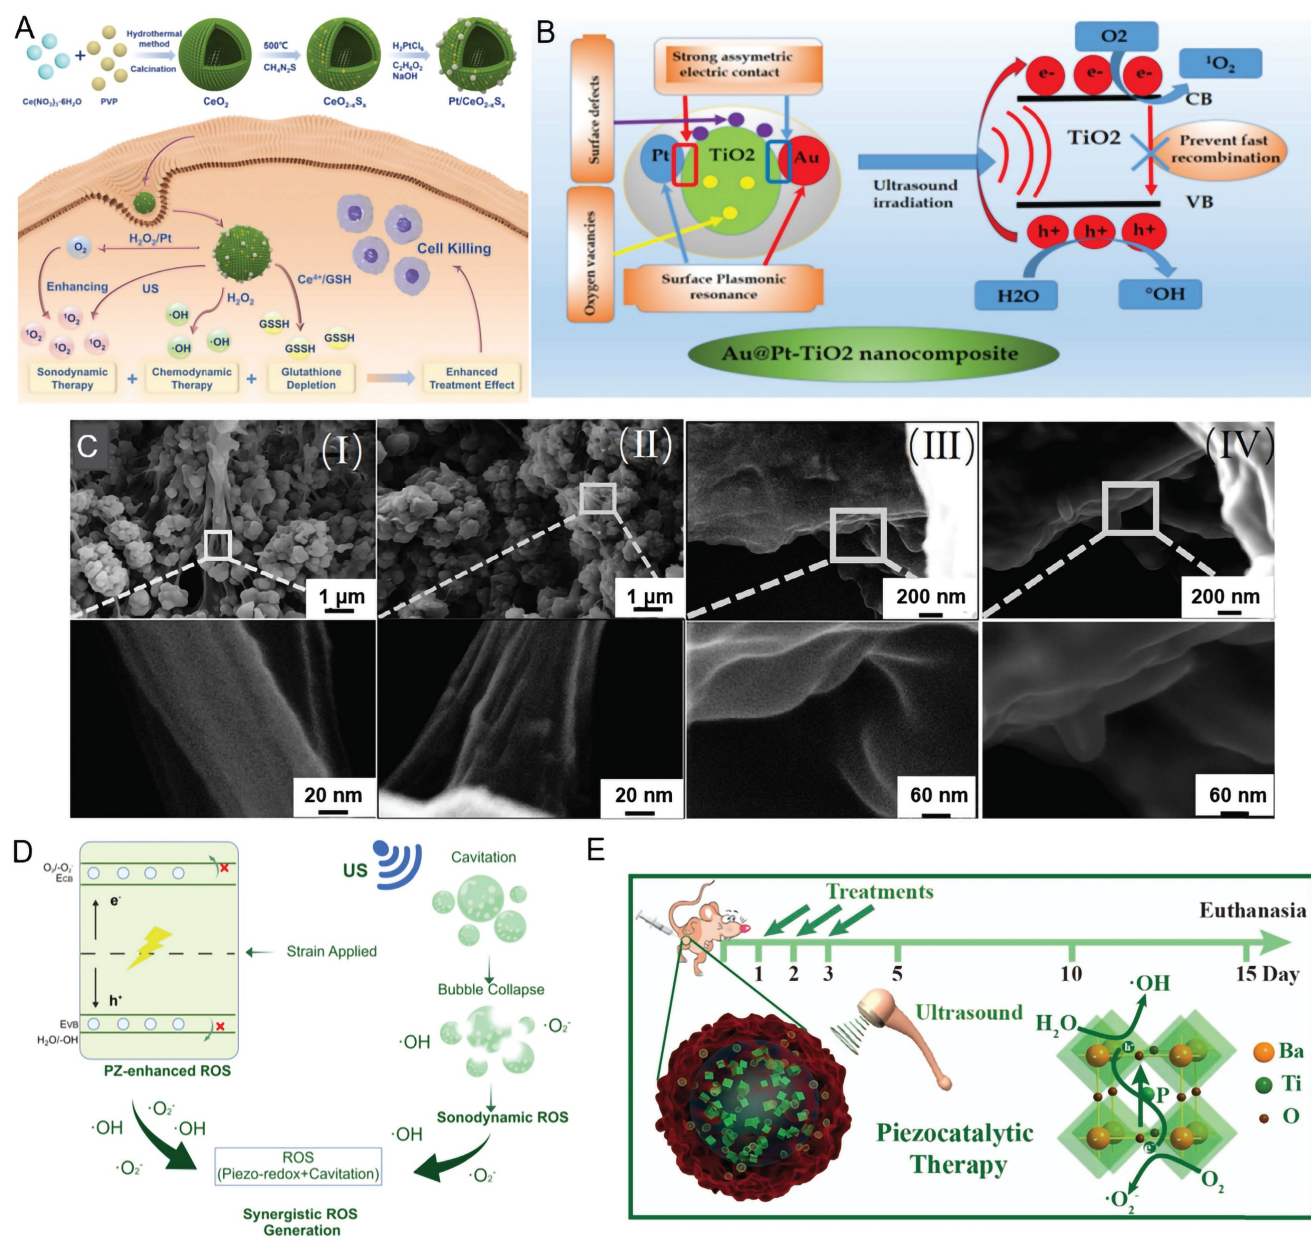 A
Hydrothermal
method
Calcination
500℃
CH₄N₂S
H₂PtCl₆
C₂H₆O₂
NaOH
Ce(NO₃)₃·6H₂O
PVP
CeO₂
CeO₂₋ₓSₓ
Pt/CeO₂₋ₓSₓ
H₂O₂/Pt
O₂
Cell Killing
Enhancing
US
H₂O₂
Ce⁴⁺/GSH
¹O₂
¹O₂
¹O₂
¹O₂
·OH
·OH
·OH
GSSH
GSSH
GSSH
Sonodynamic
Therapy
+
Chemodynamic
Therapy
+
Glutathione
Depletion
Enhanced
Treatment Effect
B
Surface defects
Oxygen vacancies
Strong assymetric
electric contact
Pt
TiO2
Au
Surface Plasmonic
resonance
Ultrasound
irradiation
O2
¹O₂
e-
e-
e-
CB
TiO2
Prevent fast
recombination
VB
h+
h+
h+
H2O
°OH
Au@Pt-TiO2 nanocomposite
C
(I)
(II)
(III)
(IV)
1 μm
1 μm
200 nm
200 nm
20 nm
20 nm
60 nm
60 nm
D
O₂/·O₂⁻
ECB
e⁻
h⁺
EVB
H₂O/·OH
PZ-enhanced ROS
Strain Applied
US
Cavitation
Bubble Collapse
·OH
·O₂⁻
Sonodynamic ROS
·O₂⁻
·OH
·OH
·O₂⁻
·OH
·O₂⁻
ROS
(Piezo-redox+Cavitation)
Synergistic ROS
Generation
E
Treatments
Euthanasia
1
2
3
5
10
15 Day
Ultrasound
Piezocatalytic
Therapy
·OH
H₂O
h⁺
P
e⁻
O₂
·O₂⁻
Ba
Ti
O